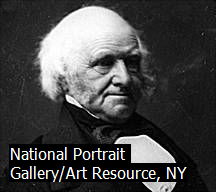 National Portrait
Gallery/Art Resource, NY